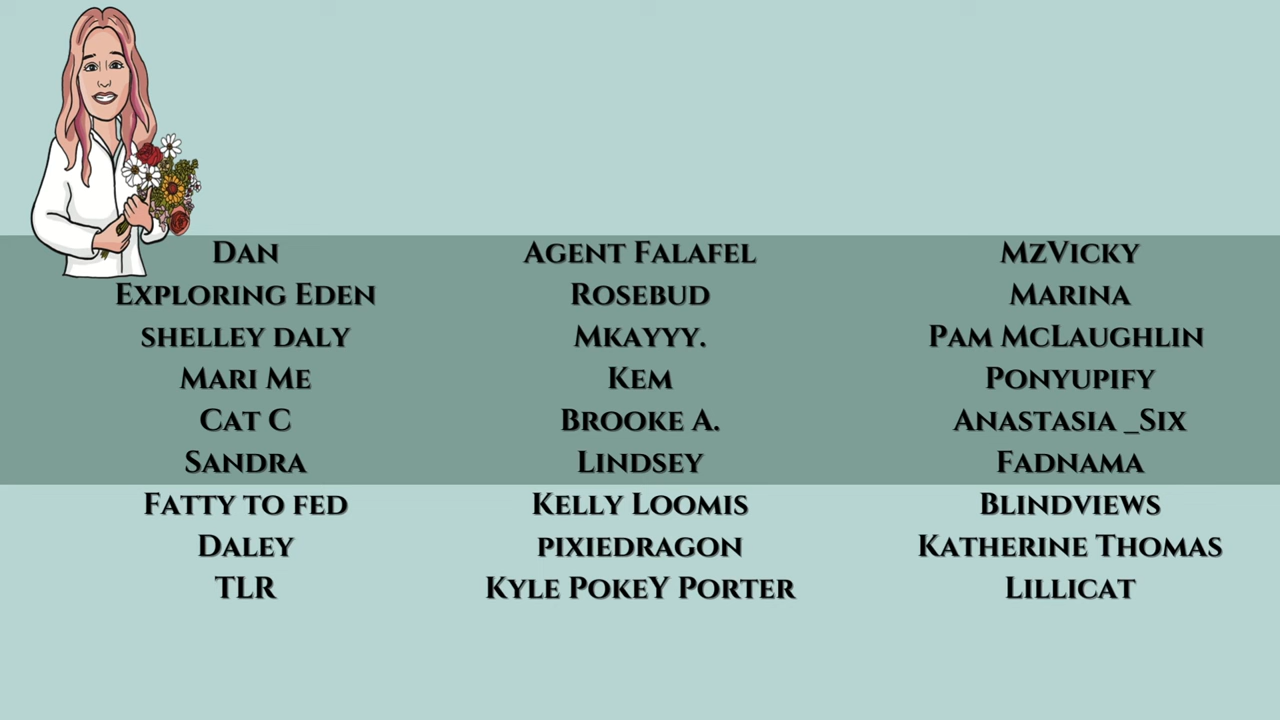 Dan Agent Falafel MzVicky
Exploring Eden Rosebud Marina
shelley daly Mkayyy. Pam McLaughlin
Mari Me Kem Ponyupify
Cat C Brooke A. Anastasia _Six
Sandra Lindsey Fadnama
Fatty to fed Kelly Loomis Blindviews
Daley pixiedragon Katherine Thomas
TLR Kyle PokeY Porter Lillicat